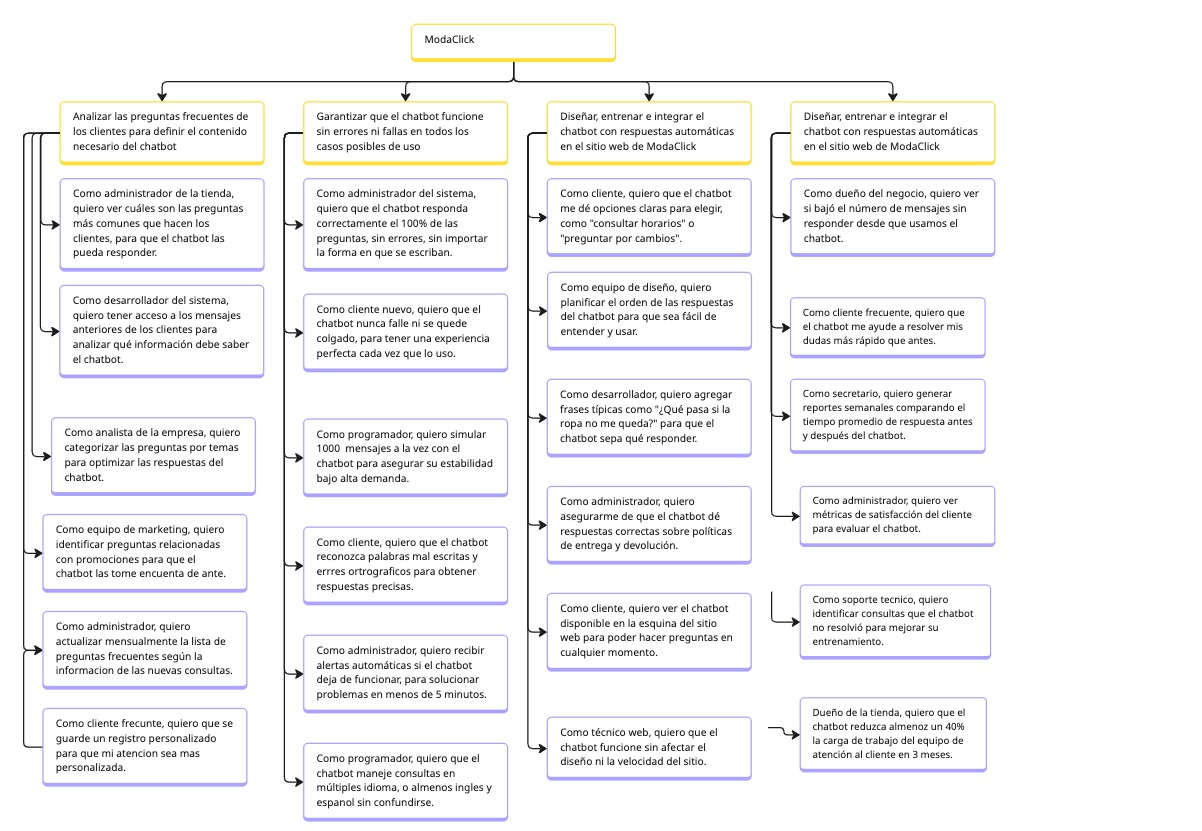 ModaClick
Analizar las preguntas frecuentes de
los clientes para definir el contenido
necesario del chatbot
Como administrador de la tienda,
quiero ver cuáles son las preguntas
más comunes que hacen los
clientes, para que el chatbot las
pueda responder.
Como desarrollador del sistema,
quiero tener acceso a los mensajes
anteriores de los clientes para
analizar qué información debe saber
el chatbot.
Como analista de la empresa, quiero
categorizar las preguntas por temas
para optimizar las respuestas del
chatbot.
Como equipo de marketing, quiero
identificar preguntas relacionadas
con promociones para que el
chatbot las tome encuenta de ante.
Como administrador, quiero
actualizar mensualmente la lista de
preguntas frecuentes según la
informacion de las nuevas consultas.
Como cliente frecunte, quiero que se
guarde un registro personalizado
para que mi atencion sea mas
personalizada.
Garantizar que el chatbot funcione
sin errores ni fallas en todos los
casos posibles de uso
Como administrador del sistema,
quiero que el chatbot responda
correctamente el 100% de las
preguntas, sin errores, sin importar
la forma en que se escriban.
Como cliente nuevo, quiero que el
chatbot nunca falle ni se quede
colgado, para tener una experiencia
perfecta cada vez que lo uso.
Como programador, quiero simular
1000  mensajes a la vez con el
chatbot para asegurar su estabilidad
bajo alta demanda.
Como cliente, quiero que el chatbot
reconozca palabras mal escritas y
errres ortrograficos para obtener
respuestas precisas.
Como administrador, quiero recibir
alertas automáticas si el chatbot
deja de funcionar, para solucionar
problemas en menos de 5 minutos.
Como programador, quiero que el
chatbot maneje consultas en
múltiples idioma, o almenos ingles y
espanol sin confundirse.
Diseñar, entrenar e integrar el
chatbot con respuestas automáticas
en el sitio web de ModaClick
Como cliente, quiero que el chatbot
me dé opciones claras para elegir,
como "consultar horarios" o
"preguntar por cambios".
Como equipo de diseño, quiero
planificar el orden de las respuestas
del chatbot para que sea fácil de
entender y usar.
Como desarrollador, quiero agregar
frases típicas como "¿Qué pasa si la
ropa no me queda?" para que el
chatbot sepa qué responder.
Como administrador, quiero
asegurarme de que el chatbot dé
respuestas correctas sobre políticas
de entrega y devolución.
Como cliente, quiero ver el chatbot
disponible en la esquina del sitio
web para poder hacer preguntas en
cualquier momento.
Como técnico web, quiero que el
chatbot funcione sin afectar el
diseño ni la velocidad del sitio.
Diseñar, entrenar e integrar el
chatbot con respuestas automáticas
en el sitio web de ModaClick
Como dueño del negocio, quiero ver
si bajó el número de mensajes sin
responder desde que usamos el
chatbot.
Como cliente frecuente, quiero que
el chatbot me ayude a resolver mis
dudas más rápido que antes.
Como secretario, quiero generar
reportes semanales comparando el
tiempo promedio de respuesta antes
y después del chatbot.
Como administrador, quiero ver
métricas de satisfacción del cliente
para evaluar el chatbot.
Como soporte tecnico, quiero
identificar consultas que el chatbot
no resolvió para mejorar su
entrenamiento.
Dueño de la tienda, quiero que el
chatbot reduzca almenoz un 40%
la carga de trabajo del equipo de
atención al cliente en 3 meses.